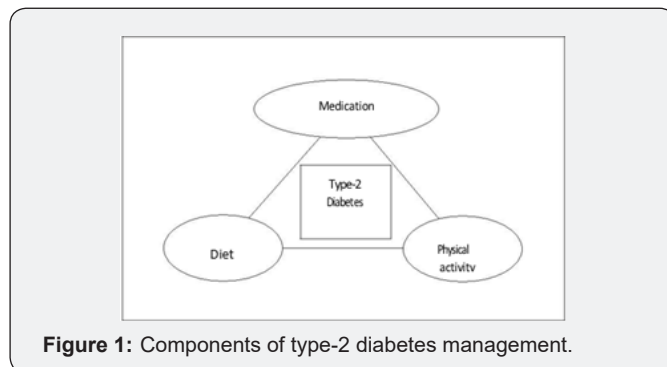 Medication
Type-2
Diabetes
Diet
Physical
activity
Figure 1: Components of type-2 diabetes management.